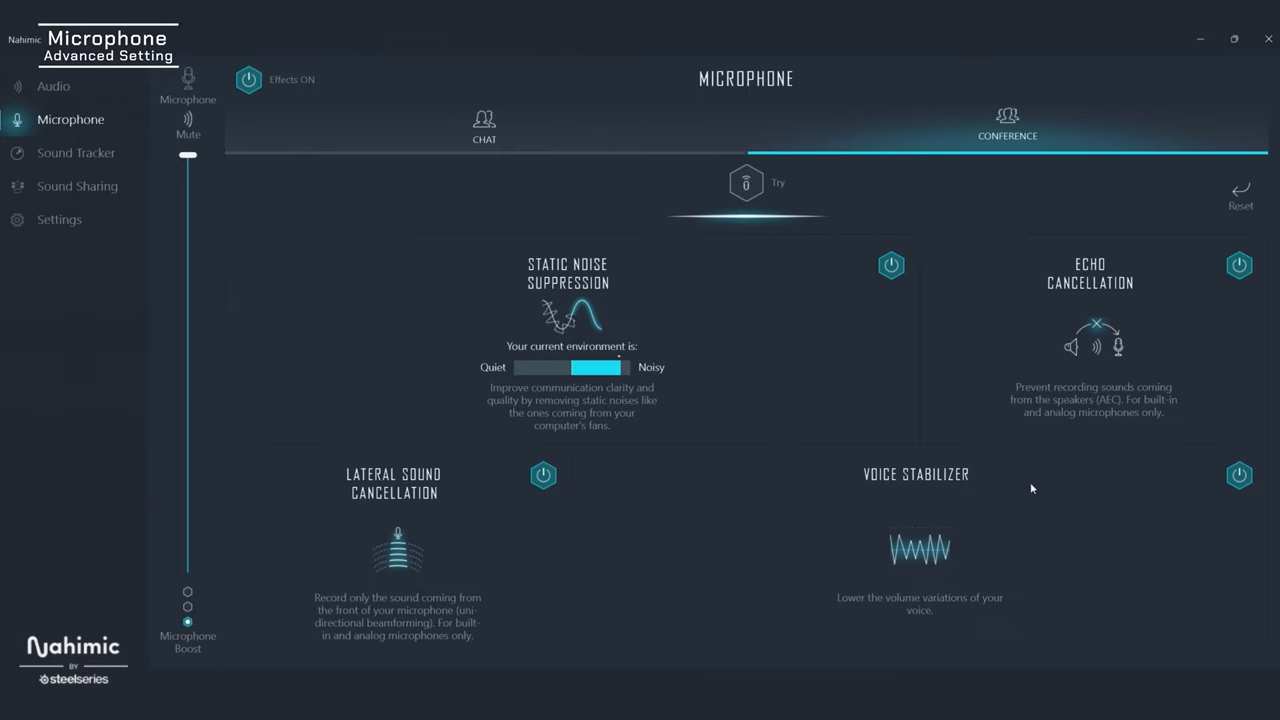 Nahimic
Microphone
Advanced Setting
Audio
Microphone
Sound Tracker
Sound Sharing
Settings
Microphone
Mute
Microphone
Boost
Effects ON
MICROPHONE
CHAT
CONFERENCE
Try
Reset
STATIC NOISE
SUPPRESSION
Your current environment is:
Quiet
Noisy
Improve communication clarity and
quality by removing static noises like
the ones coming from your
computer's fans.
ECHO
CANCELLATION
Prevent recording sounds coming
from the speakers (AEC). For built-in
and analog microphones only.
LATERAL SOUND
CANCELLATION
Record only the sound coming from
the front of your microphone (uni-
directional beamforming). For built-
in and analog microphones only.
VOICE STABILIZER
Lower the volume variations of your
voice.
Nahimic
BY
steelseries